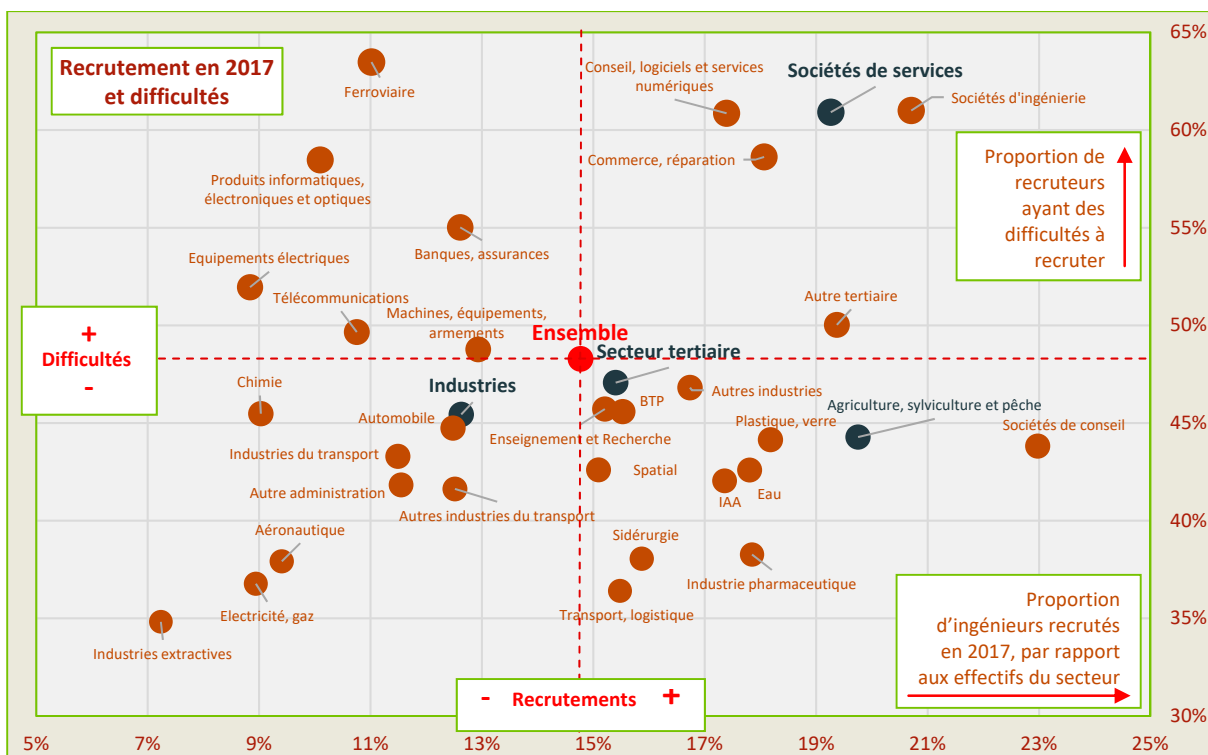 Recrutement en 2017
et difficultés
Ferroviaire
Conseil, logiciels et services
numériques
Sociétés de services
Sociétés d'ingénierie
Commerce, réparation
Produits informatiques,
électroniques et optiques
Proportion de
recruteurs
ayant des
difficultés à
recruter
Banques, assurances
Equipements électriques
Télécommunications
Machines, équipements,
armements
Autre tertiaire
+
Difficultés
-
Ensemble
Secteur tertiaire
Chimie
Industries
Automobile
BTP
Autres industries
Enseignement et Recherche
Plastique, verre
Agriculture, sylviculture et pêche
Sociétés de conseil
Industries du transport
Autre administration
Autres industries du transport
Spatial
IAA
Eau
Aéronautique
Sidérurgie
Industrie pharmaceutique
Electricité, gaz
Transport, logistique
Industries extractives
Proportion
d’ingénieurs recrutés
en 2017, par rapport
aux effectifs du secteur
- Recrutements +
65%
60%
55%
50%
45%
40%
35%
30%
5% 7% 9% 11% 13% 15% 17% 19% 21% 23% 25%